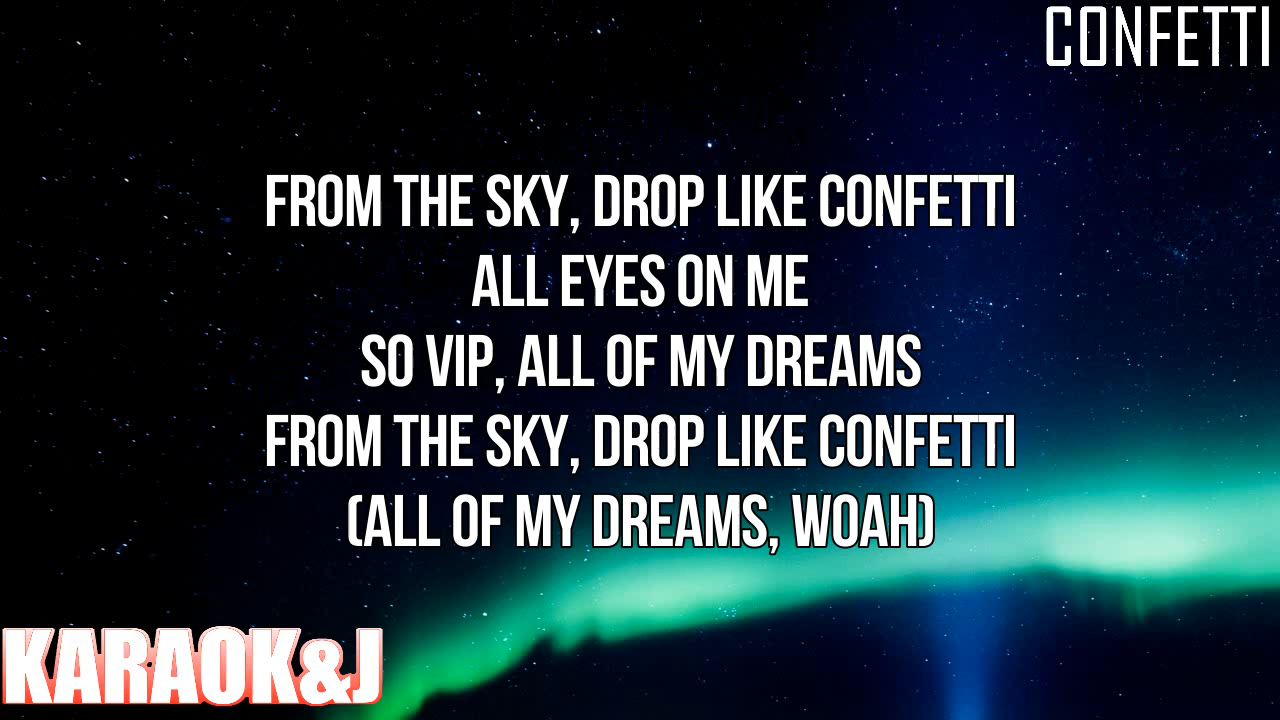 CONFETTI
FROM THE SKY, DROP LIKE CONFETTI
ALL EYES ON ME
SO VIP, ALL OF MY DREAMS
FROM THE SKY, DROP LIKE CONFETTI
(ALL OF MY DREAMS, WOAH)
KARAOK&J